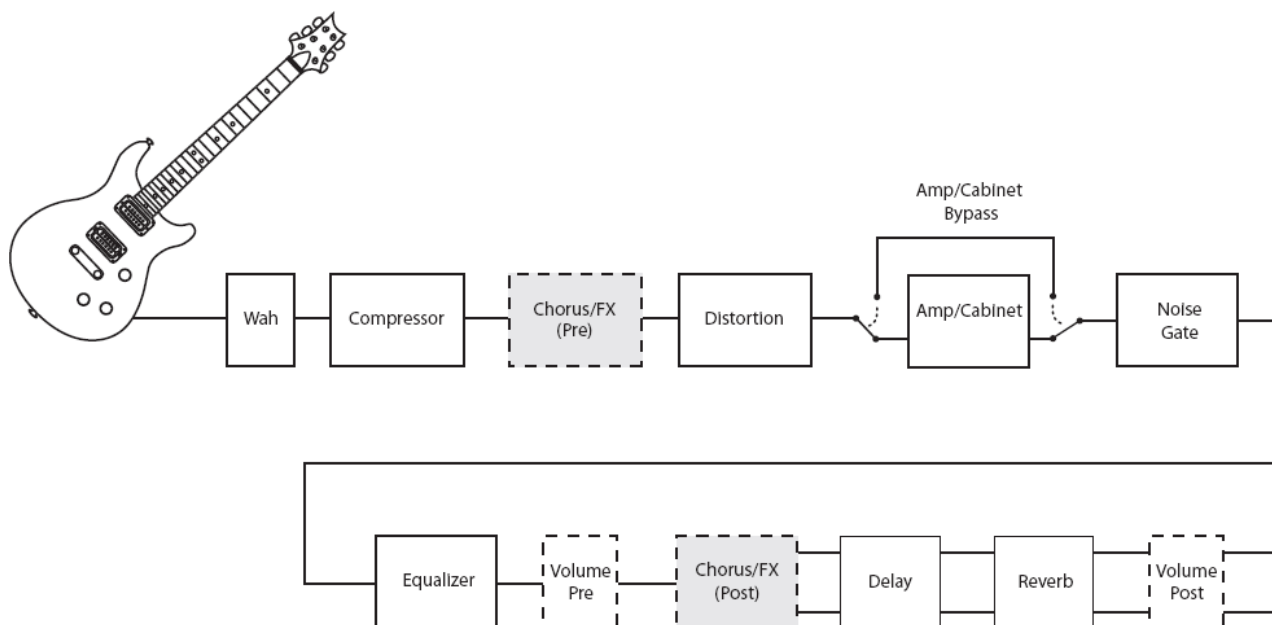 Amp/Cabinet
Bypass
Wah
Compressor
Chorus/FX
(Pre)
Distortion
Amp/Cabinet
Noise
Gate
Equalizer
Volume
Pre
Chorus/FX
(Post)
Delay
Reverb
Volume
Post